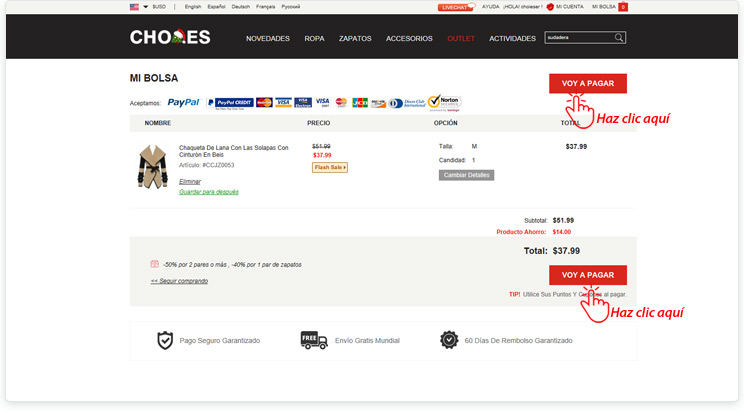 $USD | English Español Deutsch Français Русский LIVECHAT AYUDA ¡HOLA! choieser ! MI CUENTA MI BOLSA 0
CHOIES NOVEDADES ROPA ZAPATOS ACCESORIOS OUTLET ACTIVIDADES sudadera
MI BOLSA VOY A PAGAR
Aceptamos: PayPal PayPal CREDIT MasterCard VISA VISA Electron VISA DEBIT JCB DISCOVER Diners Club International Norton SECURED
Haz clic aquí
NOMBRE PRECIO OPCIÓN TOTAL
Chaqueta De Lana Con Las Solapas Con
Cinturón En Beis
Artículo: #CCJZ9053
$51.99
$37.99
Flash Sale
Talla: M
Candidad: 1
Cambiar Detalles
$37.99
Eliminar
Guardar para después
Subtotal: $51.99
Producto Ahorro: $14.00
Total: $37.99
-50% por 2 pares o más , -40% por 1 par de zapatos
<< Seguir comprando
VOY A PAGAR
TIP! Utilice Sus Puntos Y al pagar.
Haz clic aquí
Pago Seguro Garantizado FREE Envío Gratis Mundial 60 Días De Rembolso Garantizado